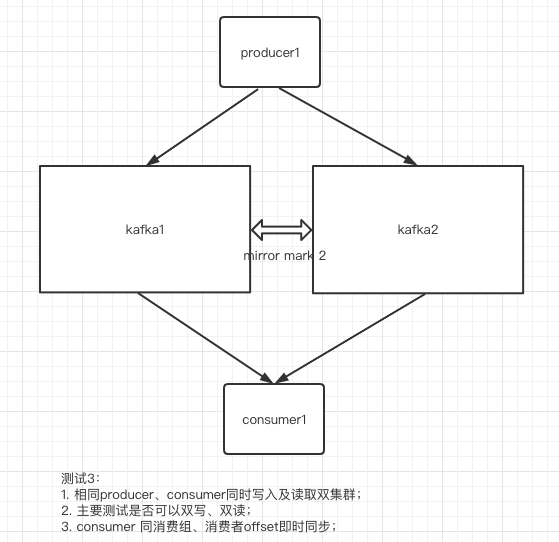 producer1
kafka1
kafka2
mirror mark 2
consumer1
测试3：
1. 相同producer、consumer同时写入及读取双集群；
2. 主要测试是否可以双写、双读；
3. consumer 同消费组、消费者offset即时同步；